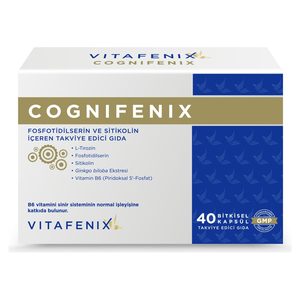 VITAFENIX
COGNIFENIX
COGNIFENIX
FOSFOTİDİLSERİN VE SİTİKOLİN
İÇEREN TAKVİYE EDİCİ GIDA
• L-Tirozin
• Fosfotidilserin
• Sitikolin
• Ginkgo biloba Ekstresi
• Vitamin B6 (Piridoksal 5'-Fosfat)
B6 vitamini sinir sisteminin normal işleyişine
katkıda bulunur.
VITAFENIX
40 BİTKİSEL
KAPSÜL
TAKVİYE EDİCİ GIDA
GMP